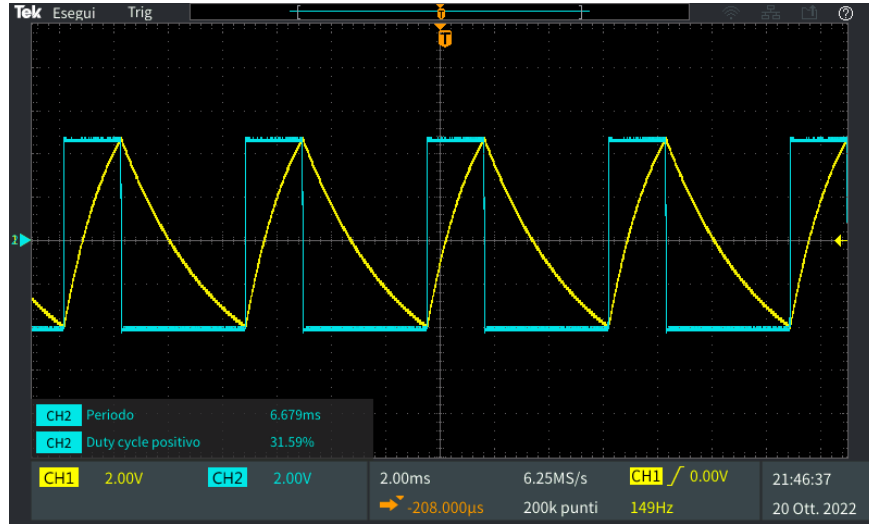 Tek Esegui Trig
T
T
2
CH2 Periodo 6.679ms
CH2 Duty cycle positivo 31.59%
CH1 2.00V CH2 2.00V
2.00ms 6.25MS/s CH1 0.00V
-208.000µs 200k punti 149Hz
21:46:37
20 Ott. 2022